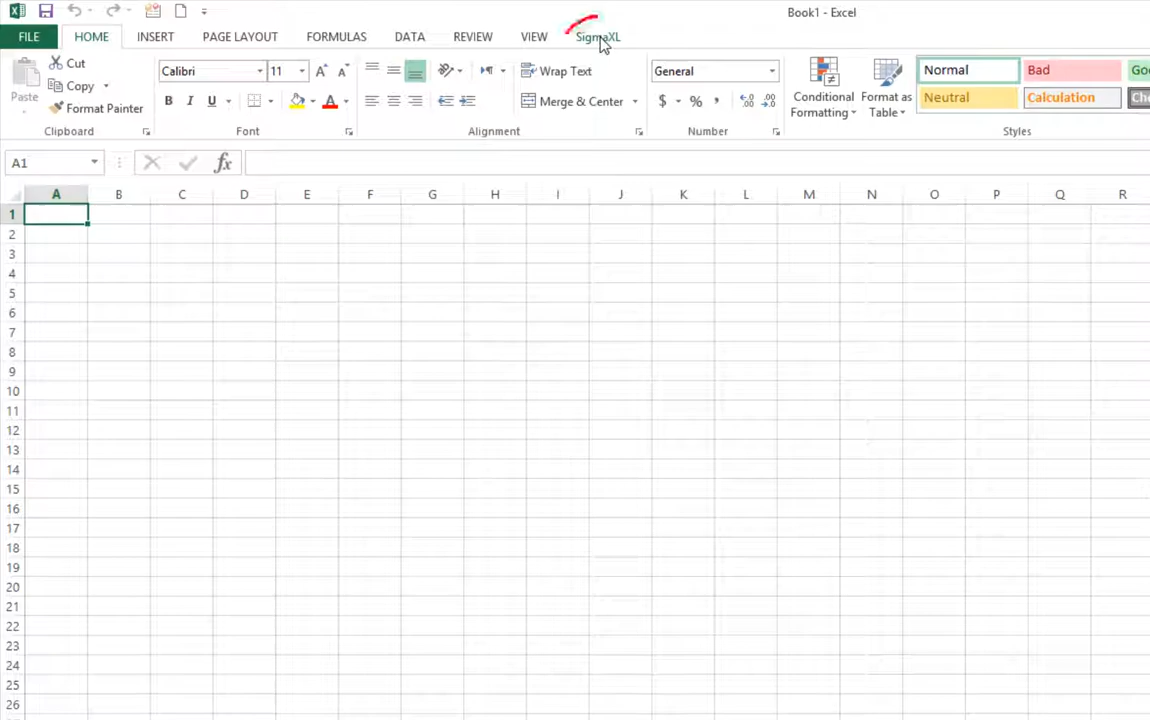 Book1 - Excel
FILE HOME INSERT PAGE LAYOUT FORMULAS DATA REVIEW VIEW SigmaXL
Cut
Copy
Format Painter
Paste
Clipboard
Calibri 11
B I U
Font
Wrap Text
Merge & Center
Alignment
General
$ % ,
Number
Conditional Formatting
Format as Table
Normal Bad
Neutral Calculation
Styles
A1 fx
A B C D E F G H I J K L M N O P Q R
1
2
3
4
5
6
7
8
9
10
11
12
13
14
15
16
17
18
19
20
21
22
23
24
25
26